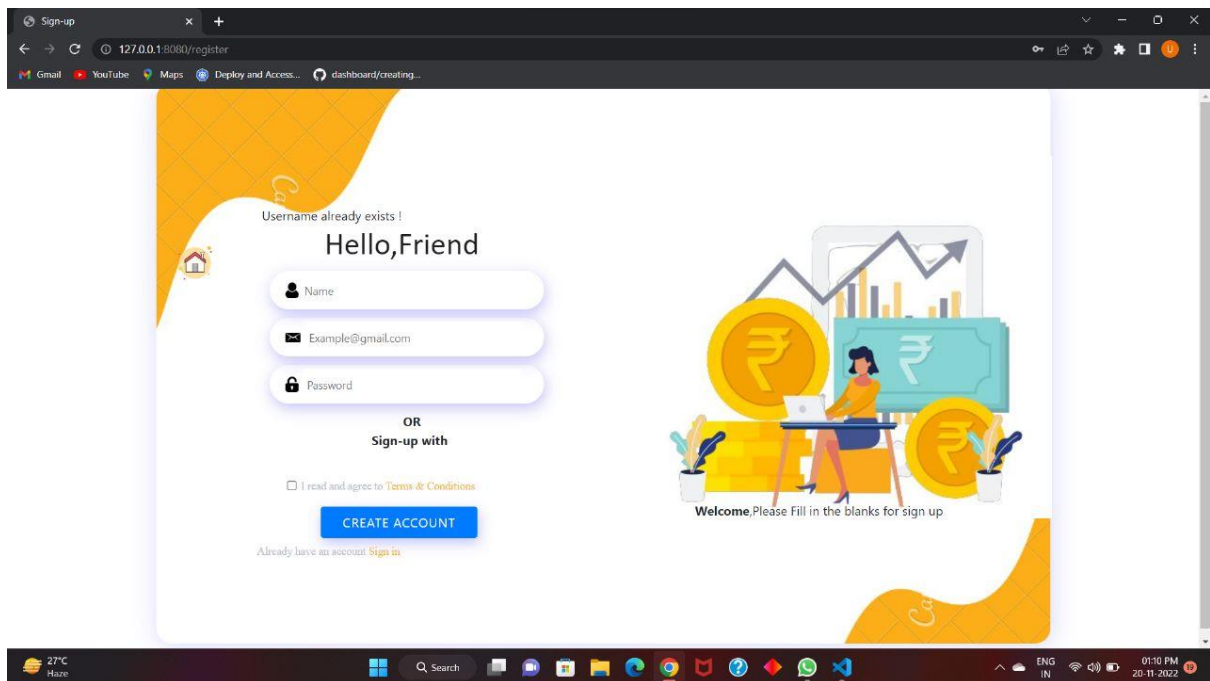 Sign-up
127.0.0.1:8080/register
Gmail YouTube Maps Deploy and Access... dashboard/creating...
U
Ca
Username already exists !
Hello,Friend
Name
Example@gmail.com
Password
OR
Sign-up with
I read and agree to Terms & Conditions
CREATE ACCOUNT
Already have an account Sign in
₹
₹
₹
Welcome,Please Fill in the blanks for sign up
Ca
27°C
Haze
Search
ENG
IN
01:10 PM
20-11-2022
19